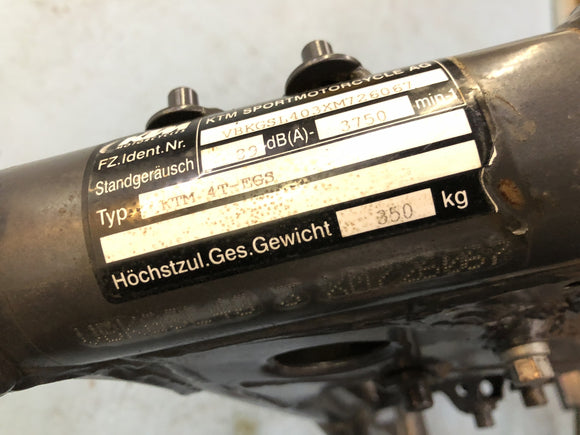 KTM SPORTMOTORCYCLE AG
FZ.Ident.Nr. VBKGSL403XM726067
Standgeräusch dB(A)- 3750 min-1
Typ: KTM 4T-EGS
Höchstzul.Ges.Gewicht 350 kg